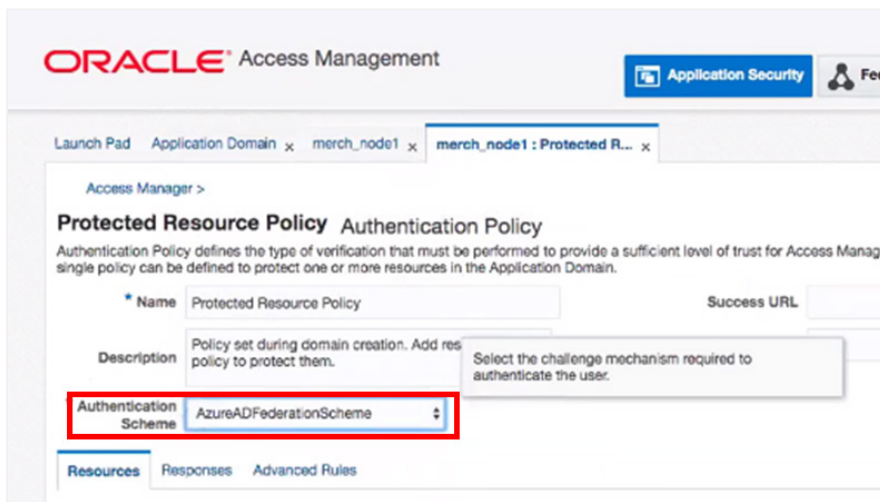 ORACLE® Access Management
Application Security
Launch Pad Application Domain x merch_node1 x merch_node1 : Protected R... x
Access Manager >
Protected Resource Policy Authentication Policy
Authentication Policy defines the type of verification that must be performed to provide a sufficient level of trust for Access
single policy can be defined to protect one or more resources in the Application Domain.
* Name Protected Resource Policy Success URL
Policy set during domain creation. Add
Description policy to protect them.
Select the challenge mechanism required to
authenticate the user.
* Authentication
Scheme AzureADFederationScheme
Resources Responses Advanced Rules